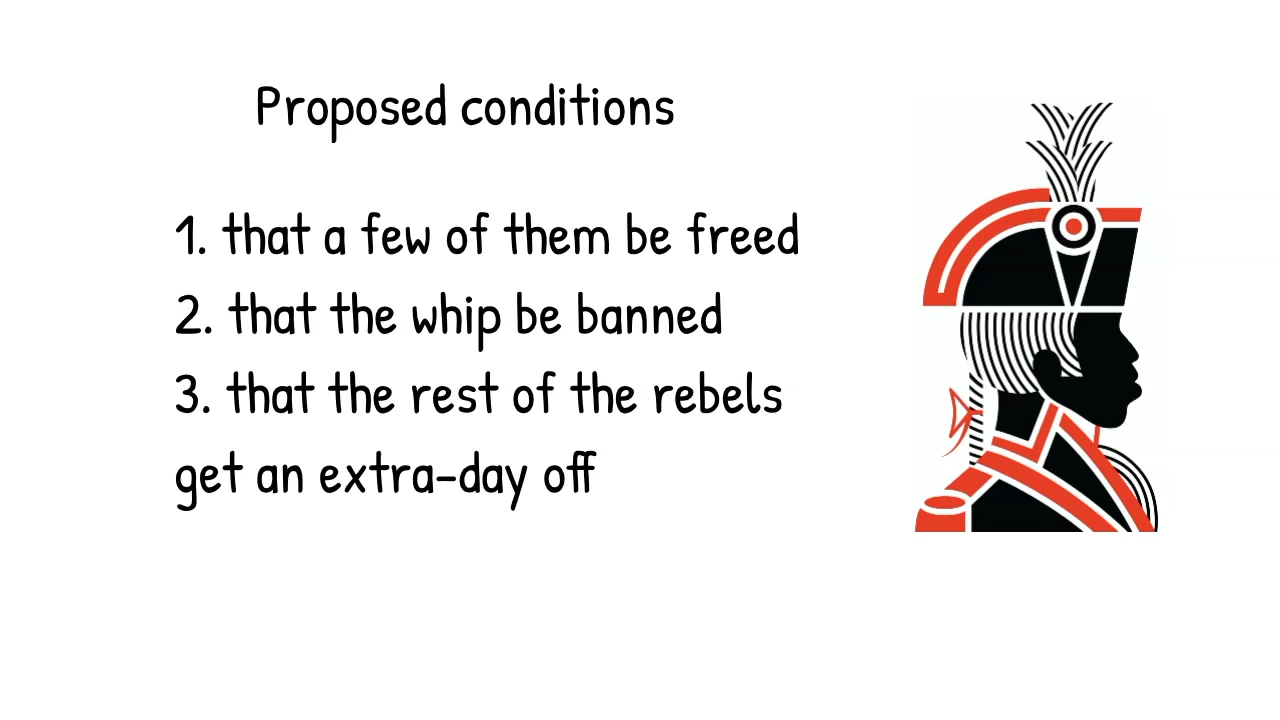 Proposed conditions
1. that a few of them be freed
2. that the whip be banned
3. that the rest of the rebels
get an extra-day off